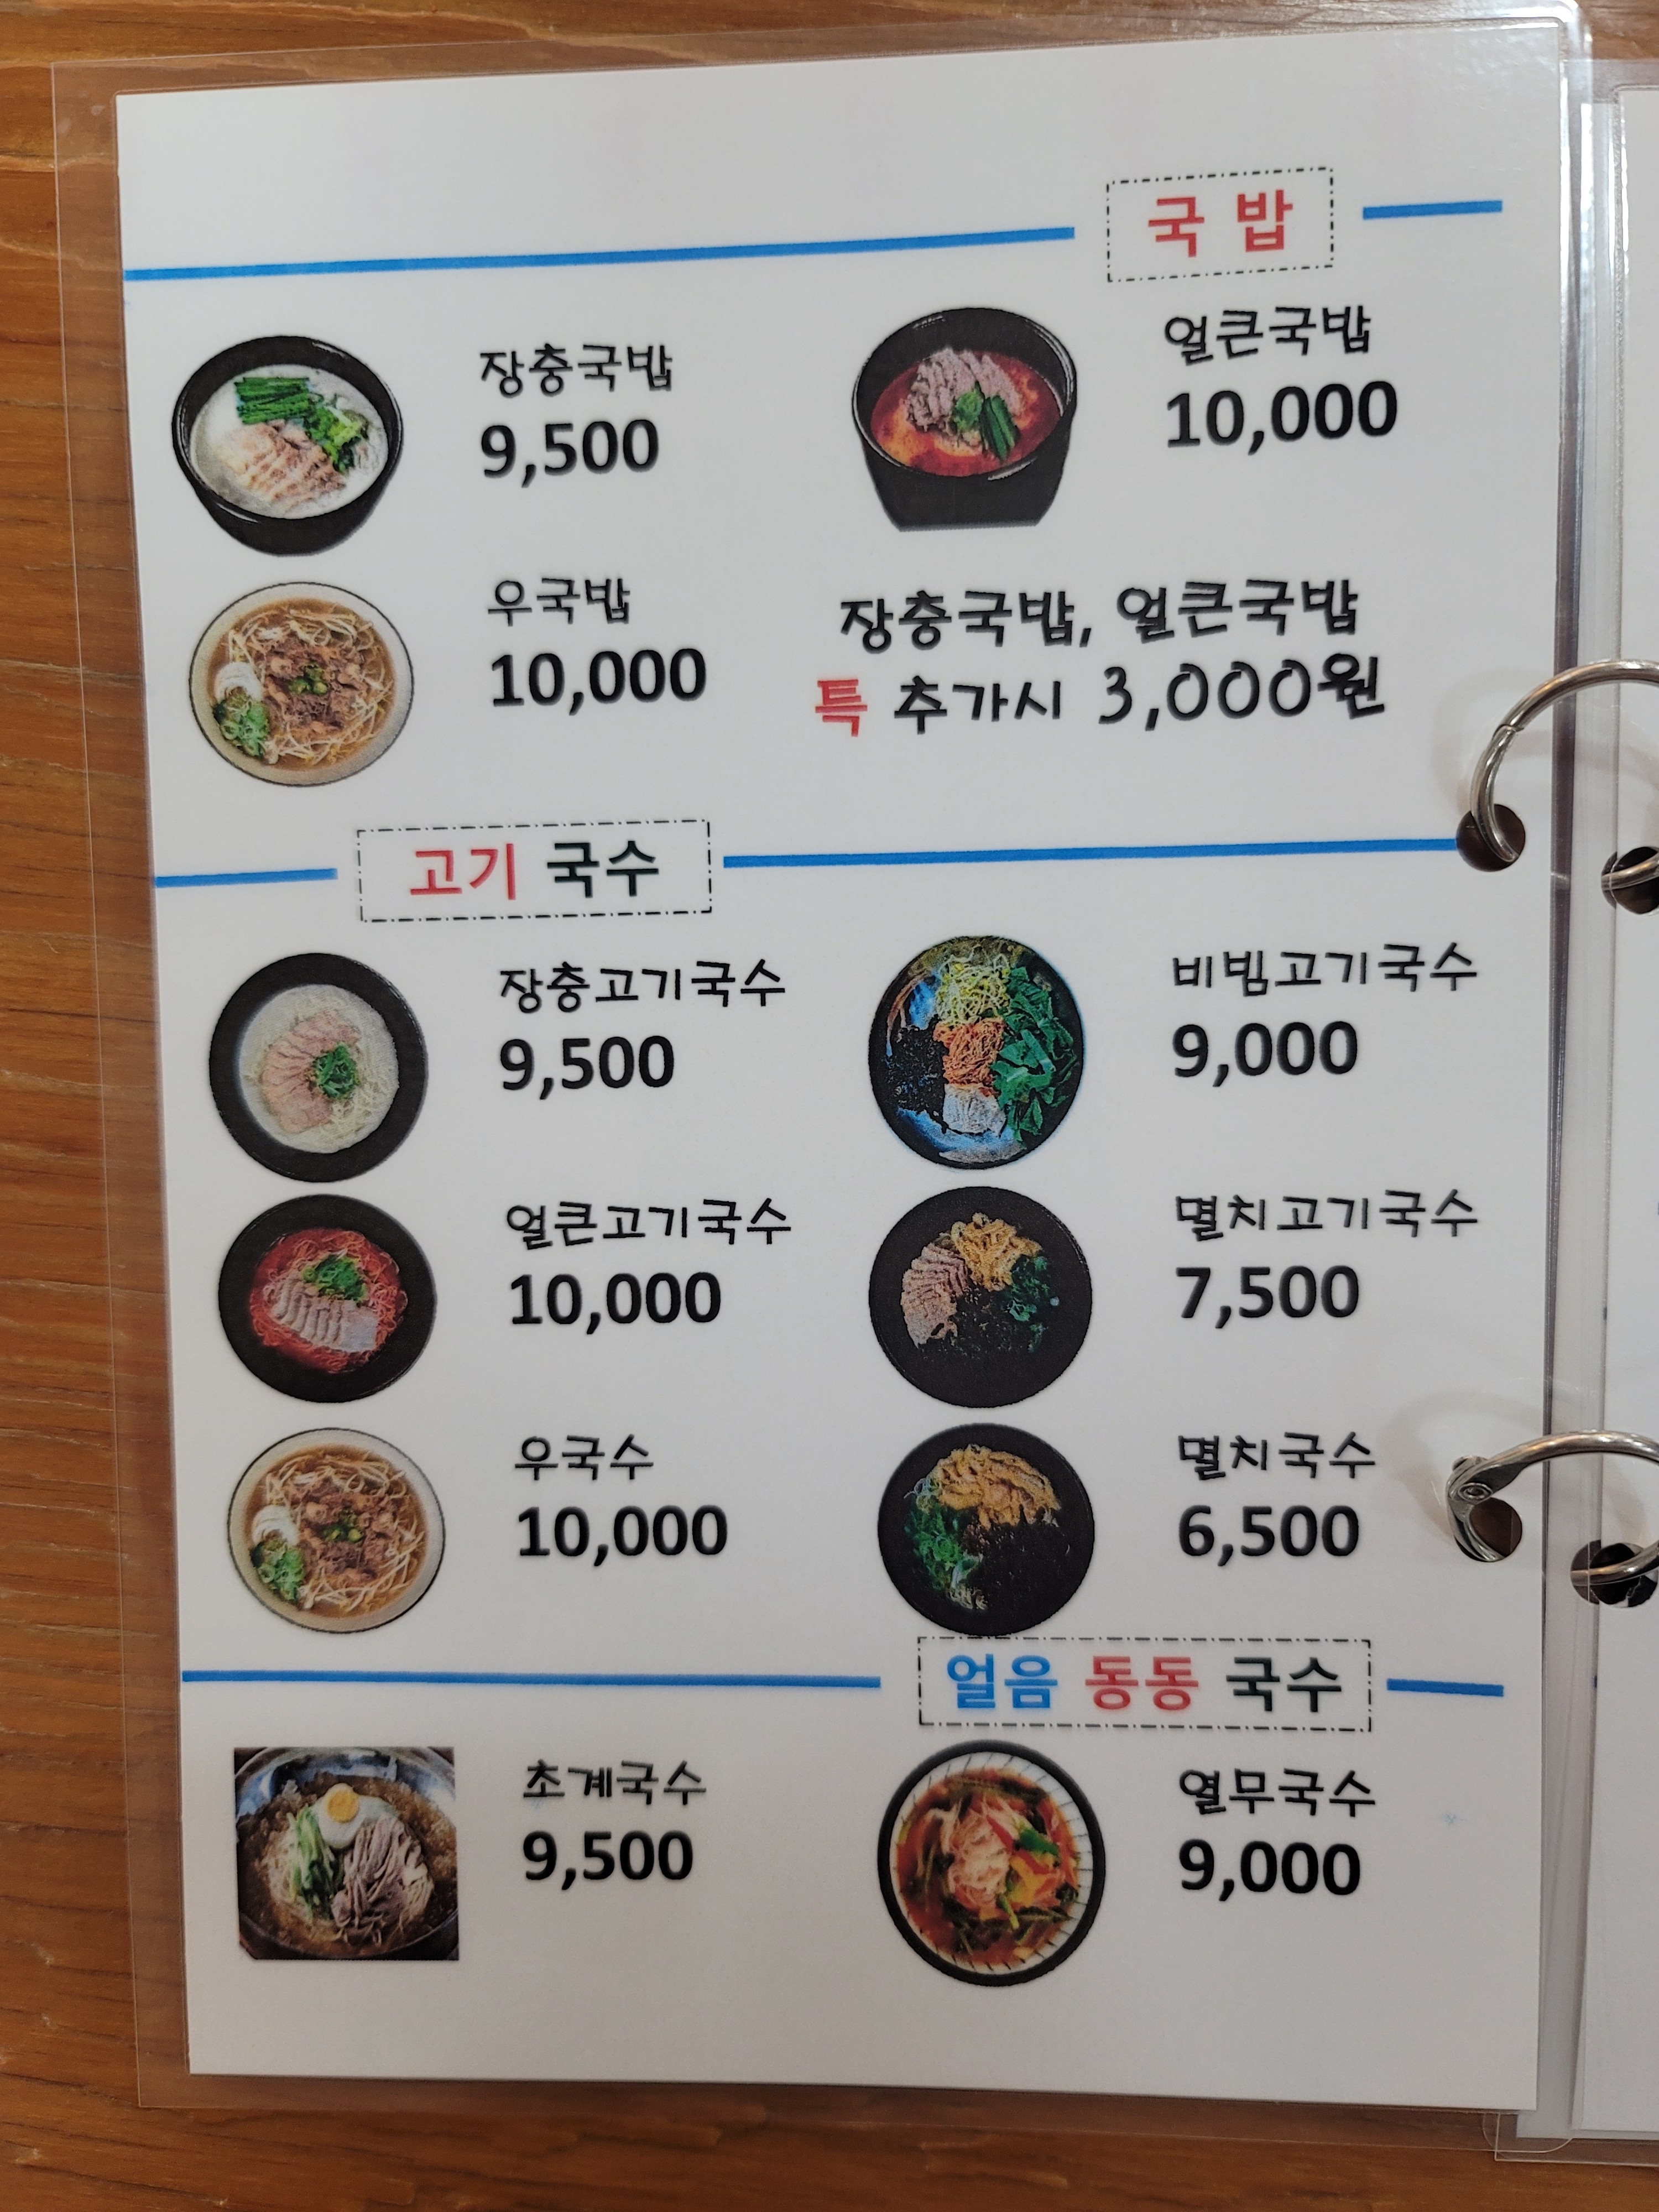 국 밥
장충국밥
9,500
얼큰국밥
10,000
우국밥
10,000
장충국밥, 얼큰국밥
특 추가시 3,000원
고기 국수
장충고기국수
9,500
비빔고기국수
9,000
얼큰고기국수
10,000
멸치고기국수
7,500
우국수
10,000
멸치국수
6,500
얼음 동동 국수
초계국수
9,500
열무국수
9,000